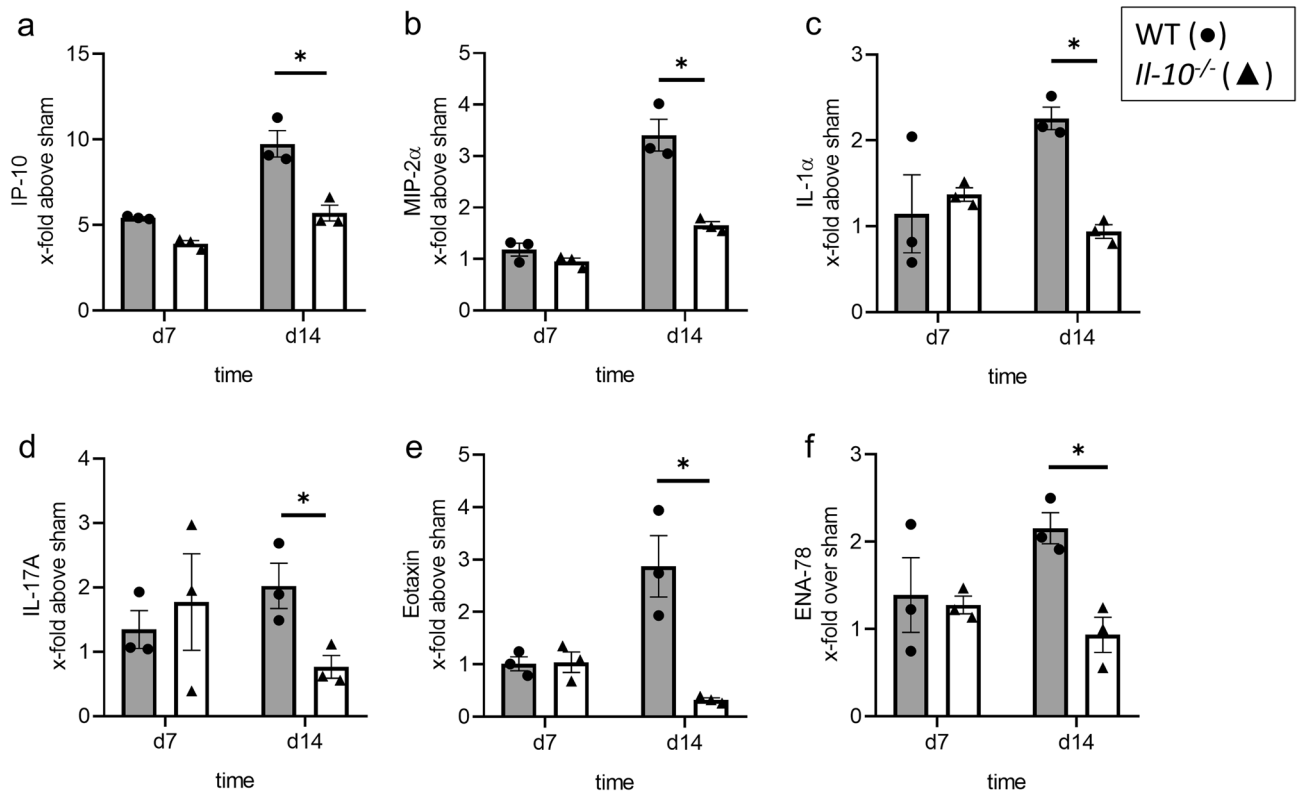 a
IP-10
x-fold above sham
15
10
5
0
*
d7
d14
time
b
MIP-2α
x-fold above sham
5
4
3
2
1
0
*
d7
d14
time
c
IL-1α
x-fold above sham
3
2
1
0
*
d7
d14
time
WT (●)
Il-10-/- (▲)
d
IL-17A
x-fold above sham
4
3
2
1
0
*
d7
d14
time
e
Eotaxin
x-fold above sham
5
4
3
2
1
0
*
d7
d14
time
f
ENA-78
x-fold over sham
3
2
1
0
*
d7
d14
time